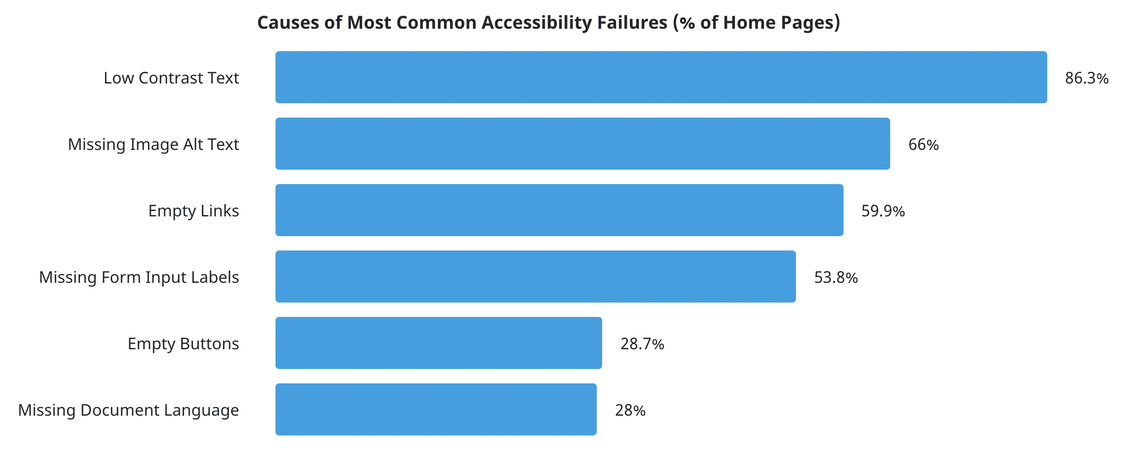 Causes of Most Common Accessibility Failures (% of Home Pages)
Low Contrast Text 86.3%
Missing Image Alt Text 66%
Empty Links 59.9%
Missing Form Input Labels 53.8%
Empty Buttons 28.7%
Missing Document Language 28%